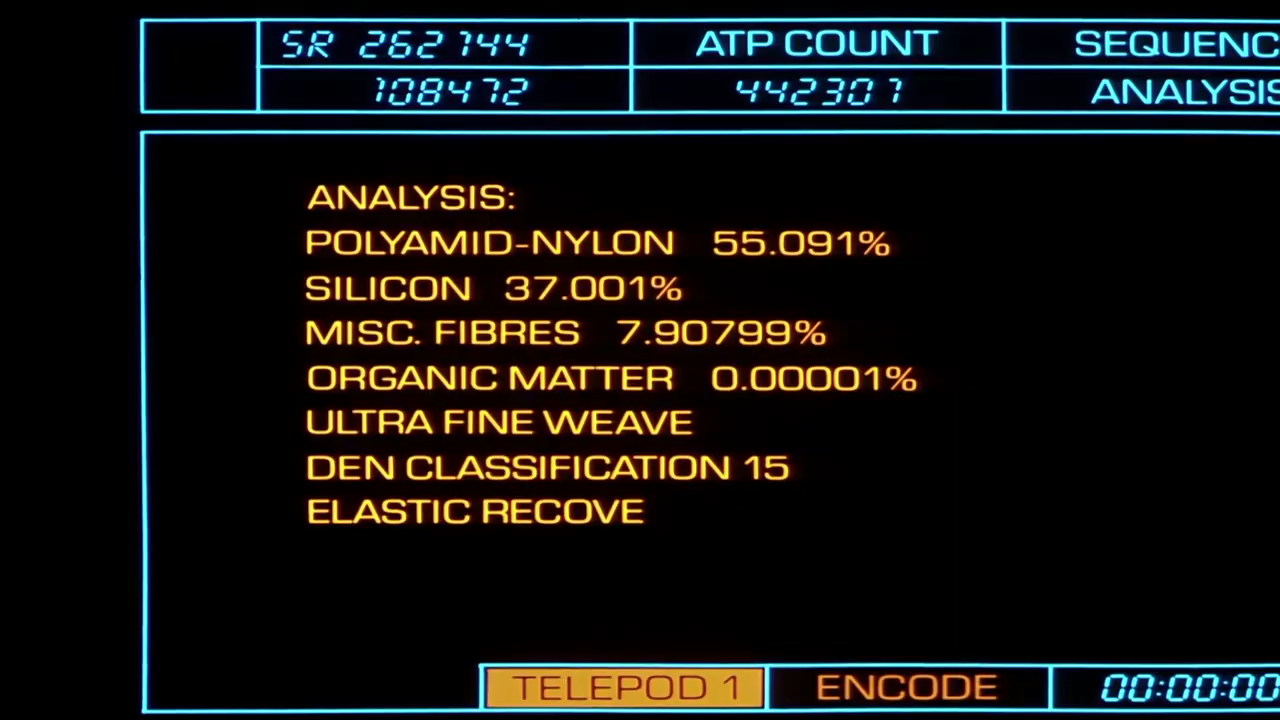 SR 262144 ATP COUNT SEQUENC
108472 442307 ANALYSIS
ANALYSIS:
POLYAMID-NYLON 55.091%
SILICON 37.001%
MISC. FIBRES 7.90799%
ORGANIC MATTER 0.00001%
ULTRA FINE WEAVE
DEN CLASSIFICATION 15
ELASTIC RECOVE
TELEPOD 1 ENCODE 00:00:00